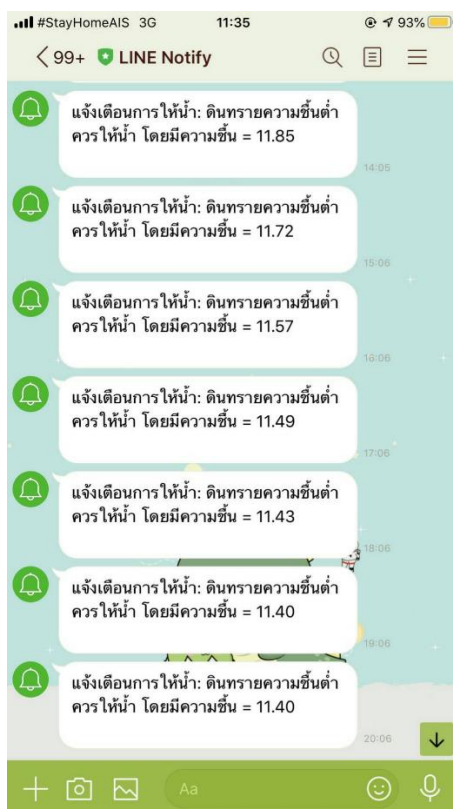 #StayHomeAIS 3G 11:35 93%
99+ LINE Notify
แจ้งเตือนการให้น้ำ: ดินทรายความชื้นต่ำ
ควรให้น้ำ โดยมีความชื้น = 11.85
14:06
แจ้งเตือนการให้น้ำ: ดินทรายความชื้นต่ำ
ควรให้น้ำ โดยมีความชื้น = 11.72
15:06
แจ้งเตือนการให้น้ำ: ดินทรายความชื้นต่ำ
ควรให้น้ำ โดยมีความชื้น = 11.57
16:06
แจ้งเตือนการให้น้ำ: ดินทรายความชื้นต่ำ
ควรให้น้ำ โดยมีความชื้น = 11.49
17:06
แจ้งเตือนการให้น้ำ: ดินทรายความชื้นต่ำ
ควรให้น้ำ โดยมีความชื้น = 11.43
18:06
แจ้งเตือนการให้น้ำ: ดินทรายความชื้นต่ำ
ควรให้น้ำ โดยมีความชื้น = 11.40
19:06
แจ้งเตือนการให้น้ำ: ดินทรายความชื้นต่ำ
ควรให้น้ำ โดยมีความชื้น = 11.40
20:06
Aa